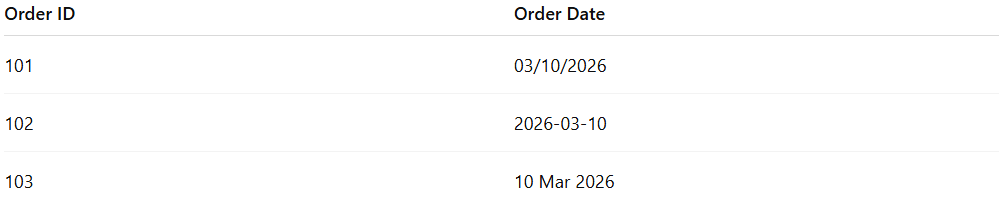 Order ID Order Date
101 03/10/2026
102 2026-03-10
103 10 Mar 2026